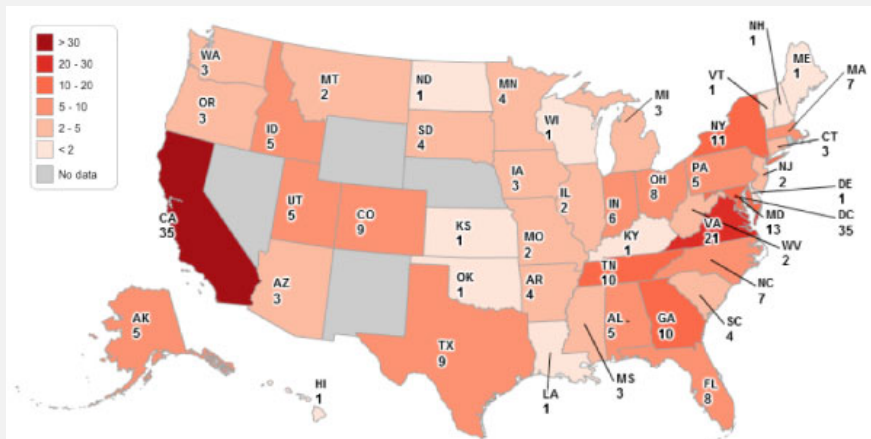 > 30
20 - 30
10 - 20
5 - 10
2 - 5
< 2
No data
WA
3
OR
3
CA
35
ID
5
MT
2
ND
1
SD
4
MN
4
WI
1
MI
3
IA
3
UT
5
CO
9
AZ
3
KS
1
OK
1
TX
9
MO
2
AR
4
LA
1
IL
2
IN
6
OH
8
KY
1
TN
10
MS
3
AL
5
GA
10
FL
8
SC
4
NC
7
VA
21
WV
2
PA
5
NY
11
VT
1
NH
1
ME
1
MA
7
CT
3
NJ
2
DE
1
MD
13
DC
35
AK
5
HI
1